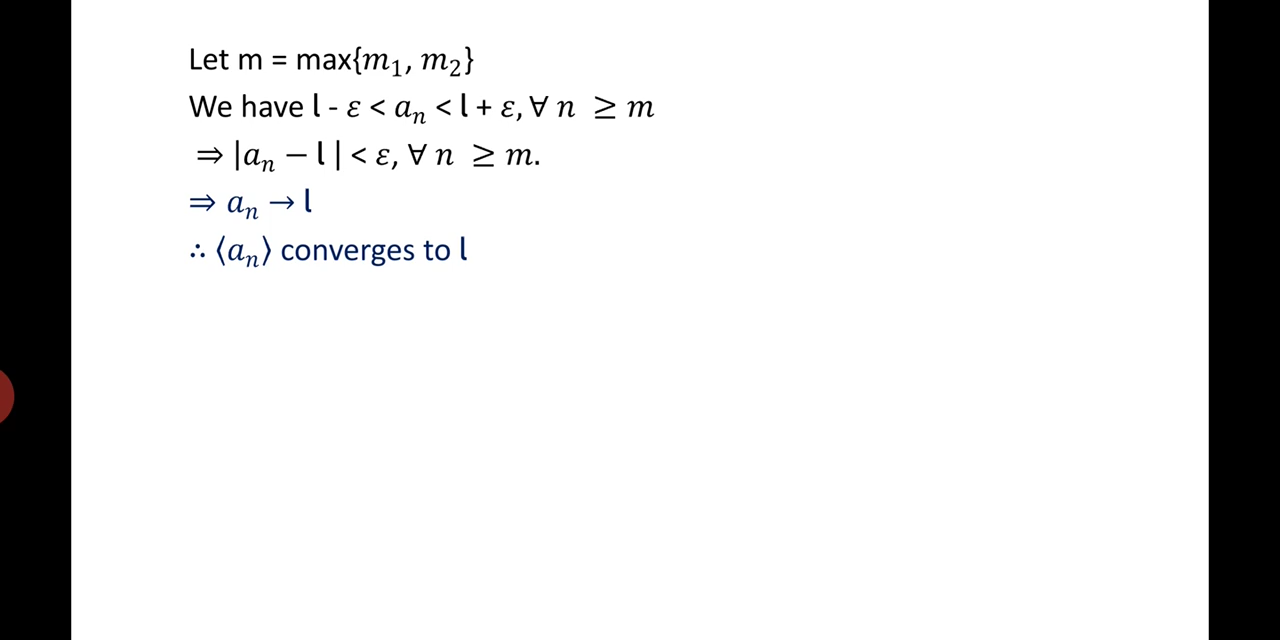 Let m = max{𝑚₁, 𝑚₂}
We have l - 𝜀 < 𝑎ₙ < l + 𝜀, ∀ 𝑛 ≥ 𝑚
⇒ |𝑎ₙ − l | < 𝜀, ∀ 𝑛 ≥ 𝑚.
⇒ 𝑎ₙ → l
∴ ⟨𝑎ₙ⟩ converges to l